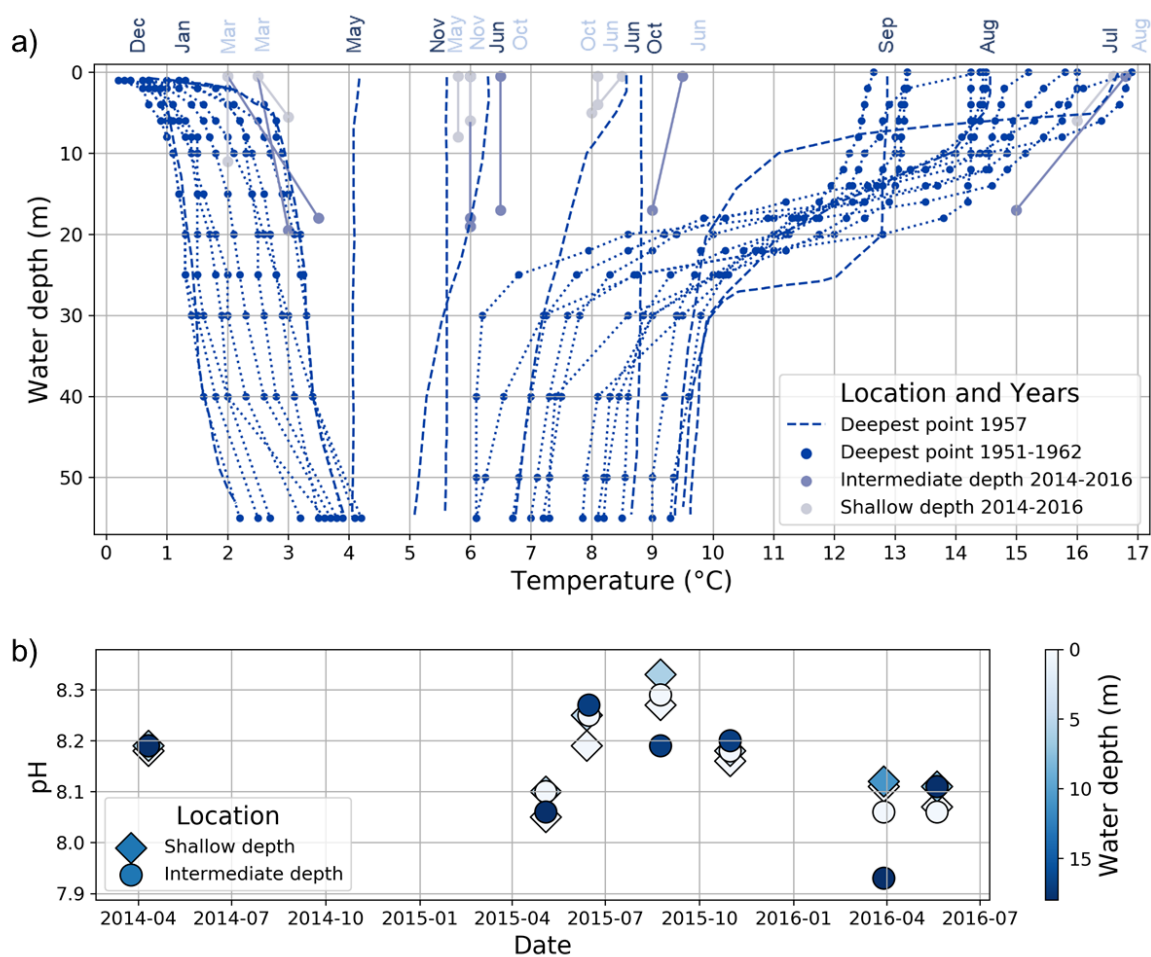 a)
Dec Jan Mar Mar May Nov May Nov Jun Oct Oct Jun Jun Oct Jun Sep Aug Jul Aug
0
10
20
30
40
50
Water depth (m)
Location and Years
Deepest point 1957
Deepest point 1951-1962
Intermediate depth 2014-2016
Shallow depth 2014-2016
0 1 2 3 4 5 6 7 8 9 10 11 12 13 14 15 16 17
Temperature (°C)
b)
8.3
8.2
8.1
8.0
7.9
pH
Location
Shallow depth
Intermediate depth
2014-04 2014-07 2014-10 2015-01 2015-04 2015-07 2015-10 2016-01 2016-04 2016-07
Date
0
5
10
15
Water depth (m)